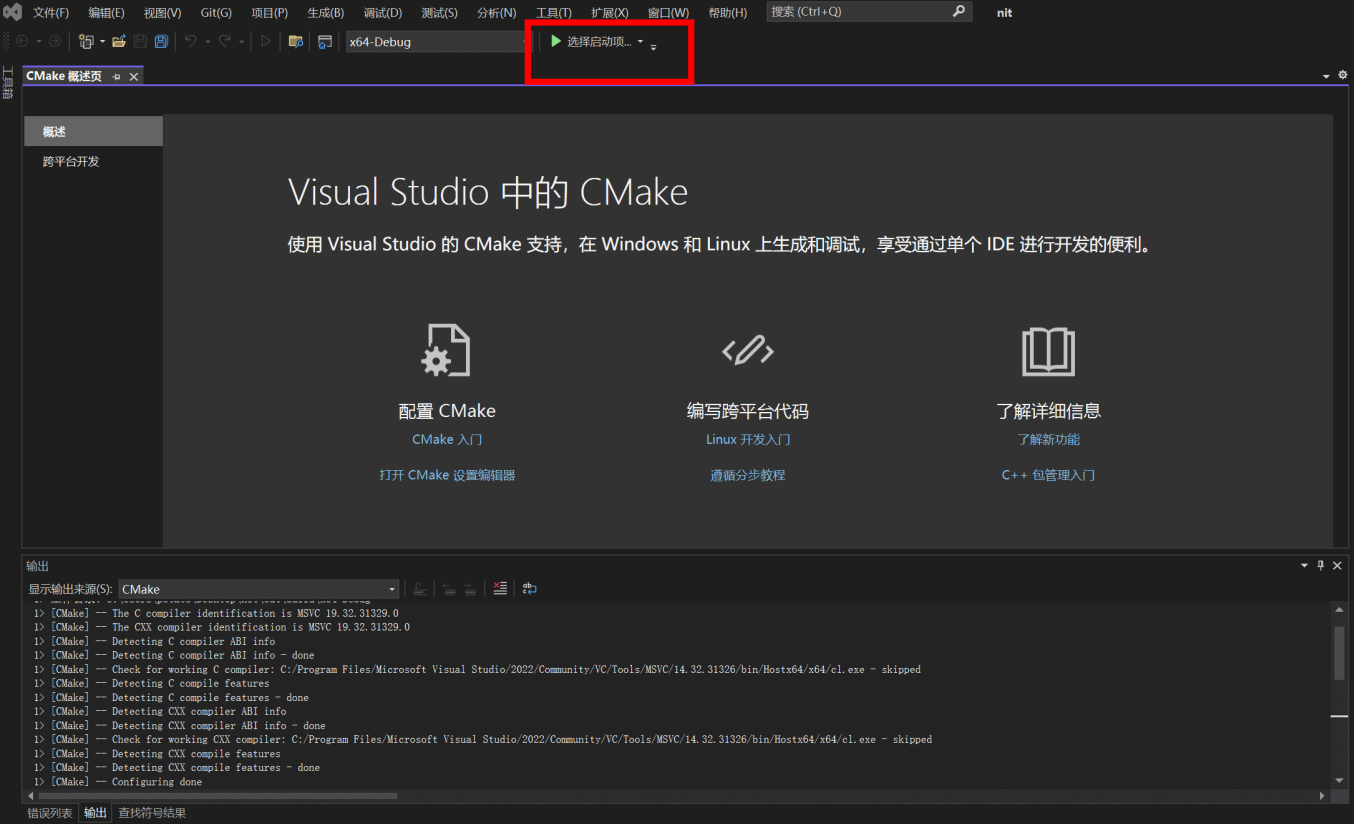 文件(F) 编辑(E) 视图(V) Git(G) 项目(P) 生成(B) 调试(D) 测试(S) 分析(N) 工具(T) 扩展(X) 窗口(W) 帮助(H) 搜索 (Ctrl+Q) nit
x64-Debug 选择启动项...
工具箱
CMake 概述页
概述
跨平台开发
Visual Studio 中的 CMake
使用 Visual Studio 的 CMake 支持，在 Windows 和 Linux 上生成和调试，享受通过单个 IDE 进行开发的便利。
配置 CMake 编写跨平台代码 了解详细信息
CMake 入门 Linux 开发入门 了解新功能
打开 CMake 设置编辑器 遵循分步教程 C++ 包管理入门
输出
显示输出来源(S): CMake
1> [CMake] -- The C compiler identification is MSVC 19.32.31329.0
1> [CMake] -- The CXX compiler identification is MSVC 19.32.31329.0
1> [CMake] -- Detecting C compiler ABI info
1> [CMake] -- Detecting C compiler ABI info - done
1> [CMake] -- Check for working C compiler: C:/Program Files/Microsoft Visual Studio/2022/Community/VC/Tools/MSVC/14.32.31326/bin/Hostx64/x64/cl.exe - skipped
1> [CMake] -- Detecting C compile features
1> [CMake] -- Detecting C compile features - done
1> [CMake] -- Detecting CXX compiler ABI info
1> [CMake] -- Detecting CXX compiler ABI info - done
1> [CMake] -- Check for working CXX compiler: C:/Program Files/Microsoft Visual Studio/2022/Community/VC/Tools/MSVC/14.32.31326/bin/Hostx64/x64/cl.exe - skipped
1> [CMake] -- Detecting CXX compile features
1> [CMake] -- Detecting CXX compile features - done
1> [CMake] -- Configuring done
错误列表 输出 查找符号结果